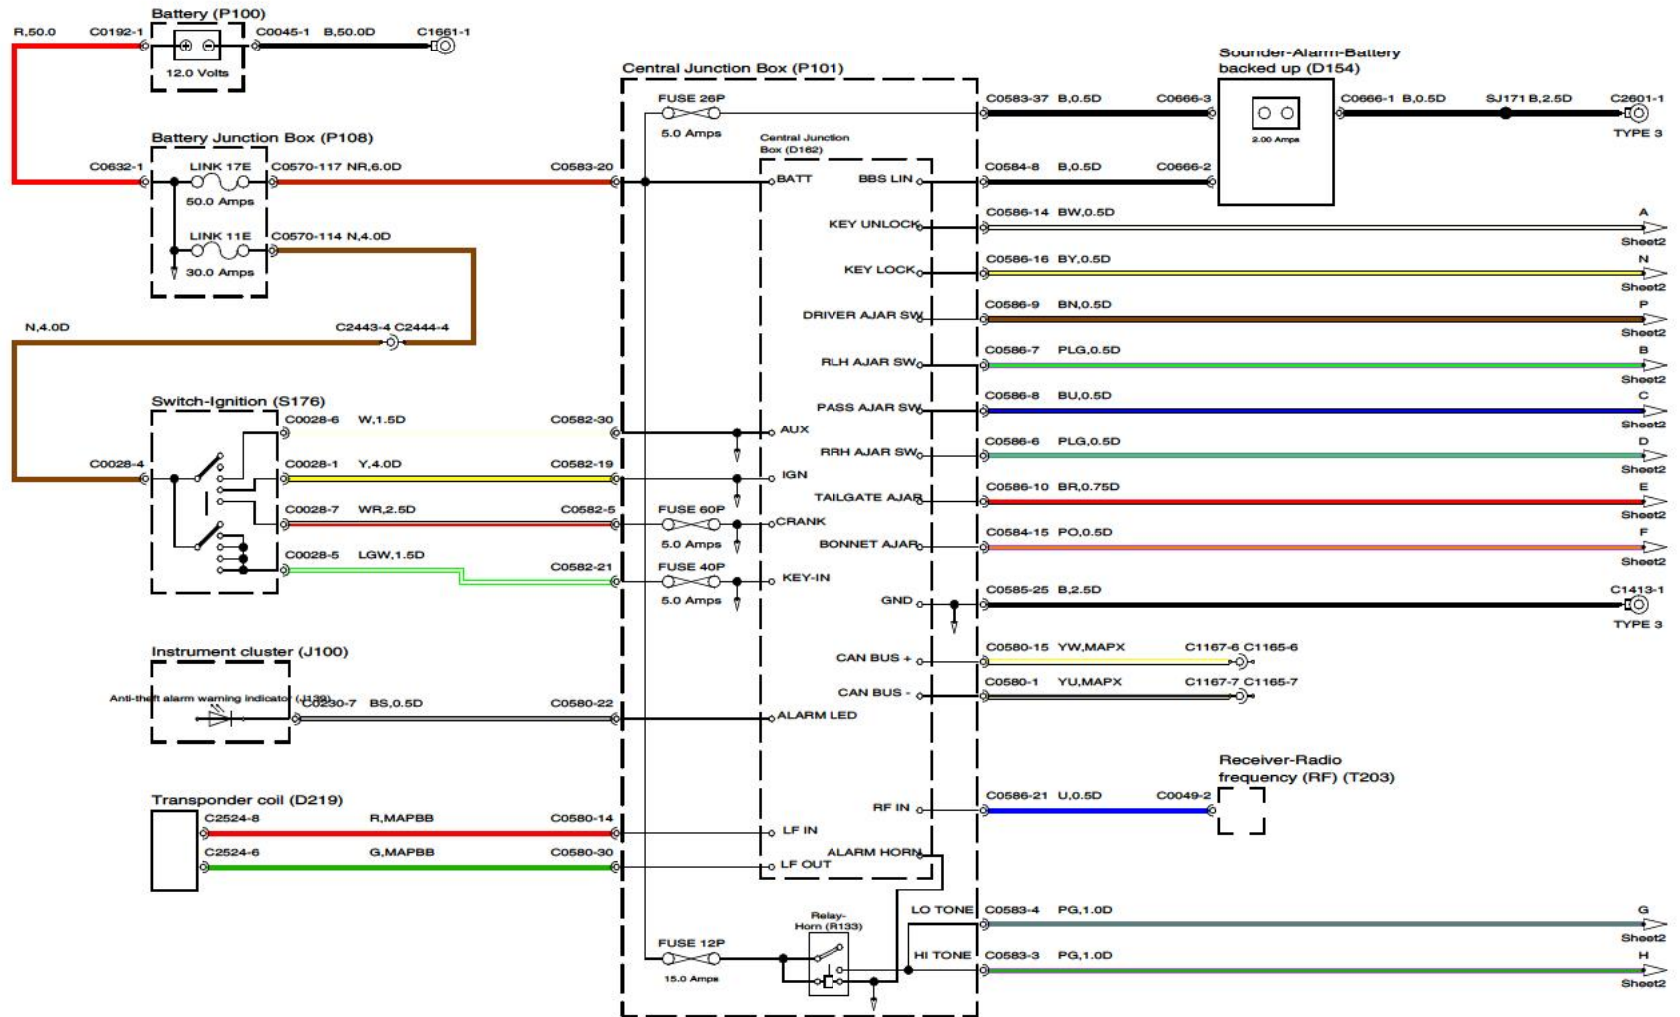 Battery (P100)
R,50.0 C0192-1 C0045-1 B,50.0D C1661-1
12.0 Volts
Battery Junction Box (P108)
C0632-1 LINK 17E C0570-117 NR,6.0D C0583-20
50.0 Amps
LINK 11E C0570-114 N,4.0D
30.0 Amps
N,4.0D C2443-4 C2444-4
Switch-Ignition (S176)
C0028-6 W,1.5D C0582-30
C0028-4 C0028-1 Y,4.0D C0582-19
C0028-7 WR,2.5D C0582-5
C0028-5 LGW,1.5D C0582-21
Instrument cluster (J100)
Anti-theft alarm warning indicator (J139)
C0230-7 BS,0.5D C0580-22
Transponder coil (D219)
C2524-8 R,MAPBB C0580-14
C2524-6 G,MAPBB C0580-30
Central Junction Box (P101)
FUSE 26P
5.0 Amps
Central Junction
Box (D162)
BATT BBS LIN
KEY UNLOCK
KEY LOCK
DRIVER AJAR SW
RLH AJAR SW
PASS AJAR SW
AUX
RRH AJAR SW
IGN
TAILGATE AJAR
FUSE 60P
CRANK
5.0 Amps
BONNET AJAR
FUSE 40P
KEY-IN
5.0 Amps
GND
CAN BUS +
CAN BUS -
ALARM LED
RF IN
LF IN
ALARM HORN
LF OUT
LO TONE
Relay-
Horn (R133)
FUSE 12P
HI TONE
15.0 Amps
Sounder-Alarm-Battery
backed up (D154)
C0583-37 B,0.5D C0666-3 C0666-1 B,0.5D SJ171 B,2.5D C2601-1
2.00 Amps
TYPE 3
C0584-8 B,0.5D C0666-2
C0586-14 BW,0.5D A
Sheet2
C0586-16 BY,0.5D N
Sheet2
C0586-9 BN,0.5D P
Sheet2
C0586-7 PLG,0.5D B
Sheet2
C0586-8 BU,0.5D C
Sheet2
C0586-6 PLG,0.5D D
Sheet2
C0586-10 BR,0.75D E
Sheet2
C0584-15 PO,0.5D F
Sheet2
C0585-25 B,2.5D C1413-1
TYPE 3
C0580-15 YW,MAPX C1167-6 C1165-6
C0580-1 YU,MAPX C1167-7 C1165-7
Receiver-Radio
frequency (RF) (T203)
C0586-21 U,0.5D C0049-2
C0583-4 PG,1.0D G
Sheet2
C0583-3 PG,1.0D H
Sheet2